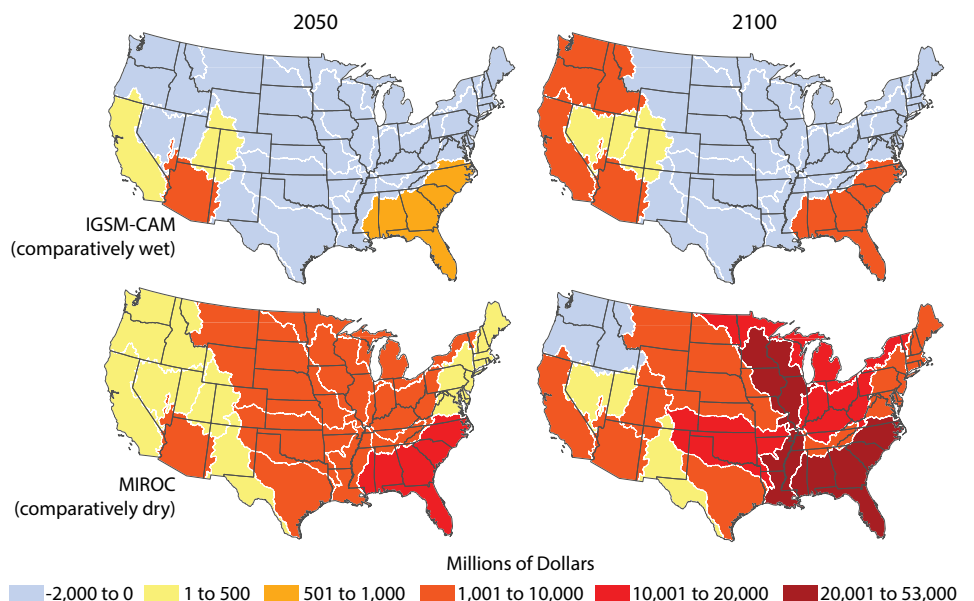 2050
2100
IGSM-CAM
(comparatively wet)
MIROC
(comparatively dry)
Millions of Dollars
-2,000 to 0
1 to 500
501 to 1,000
1,001 to 10,000
10,001 to 20,000
20,001 to 53,000